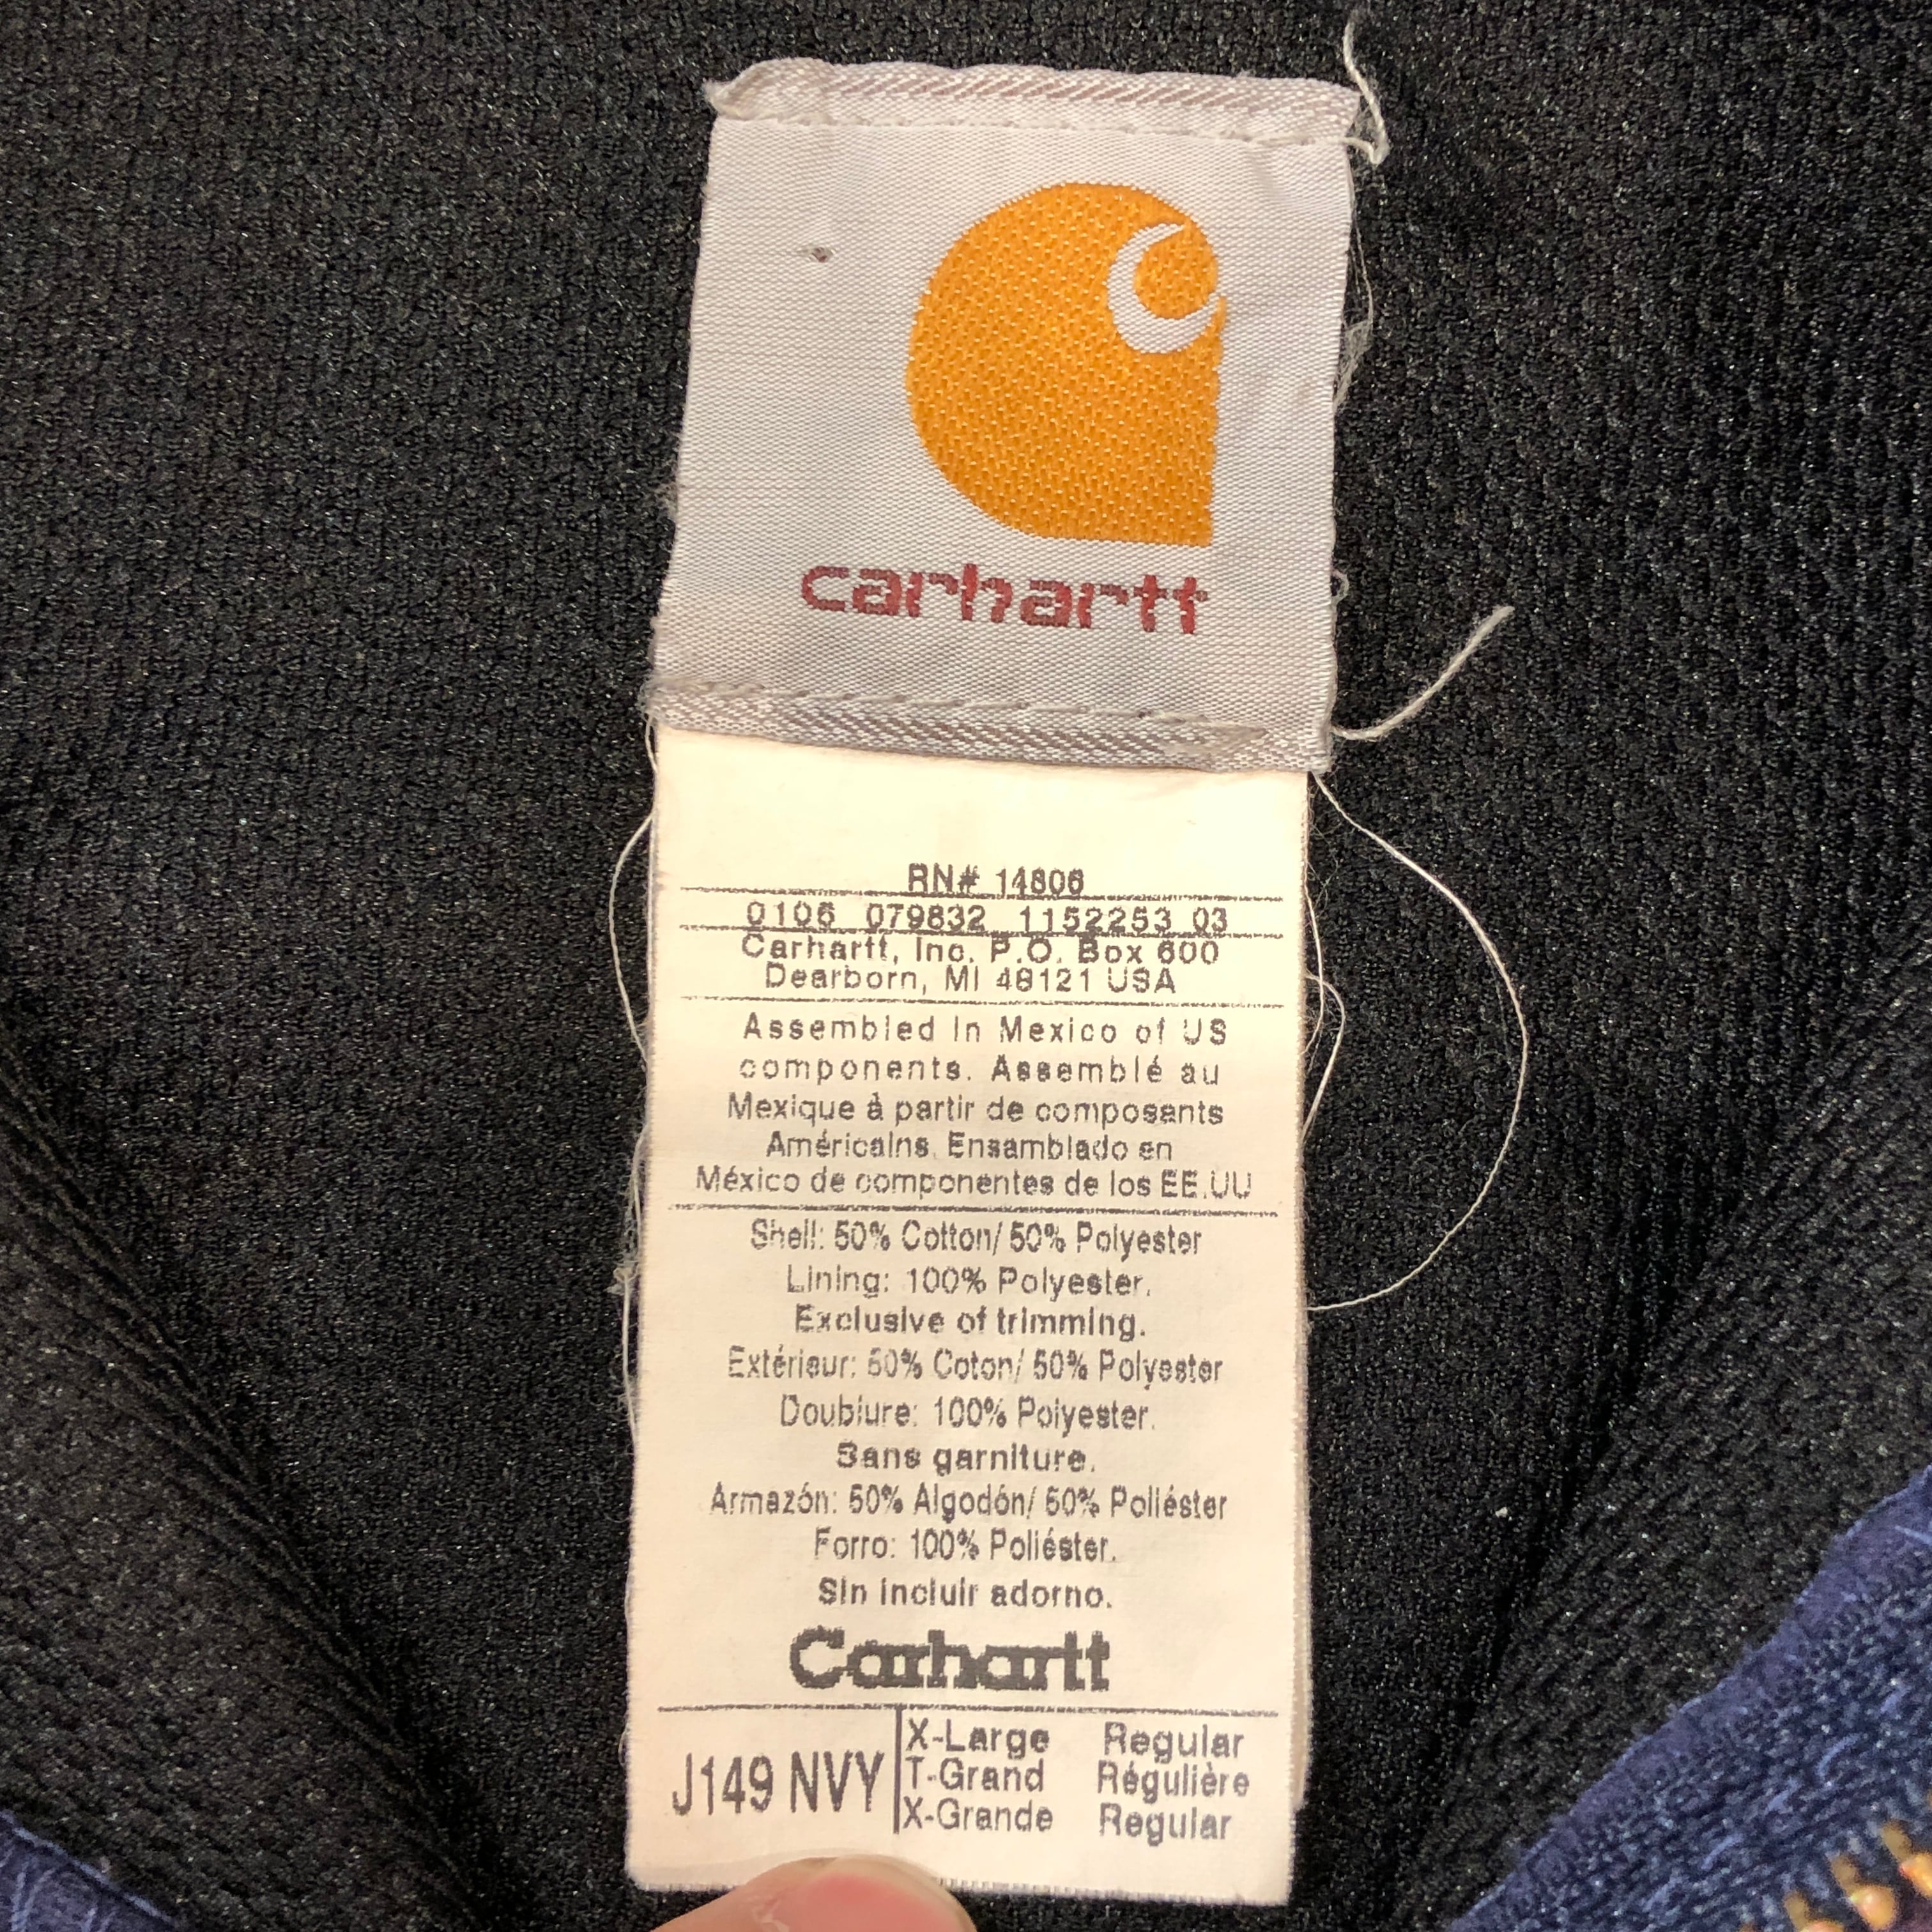 carhartt
RN# 14806
0106 079832 1152253 03
Carhartt, Inc. P.O. Box 600
Dearborn, MI 48121 USA
Assembled In Mexico of US
components. Assemblé au
Mexique à partir de composants
Américains. Ensamblado en
México de componentes de los EE.UU
Shell: 50% Cotton/ 50% Polyester
Lining: 100% Polyester.
Exclusive of trimming.
Extérieur: 50% Coton/ 50% Polyester
Doublure: 100% Polyester.
Sans garniture.
Armazón: 50% Algodón/ 50% Poliéster
Forro: 100% Poliéster.
Sin incluir adorno.
Carhartt
J149 NVY
X-Large Regular
T-Grand Régulière
X-Grande Regular